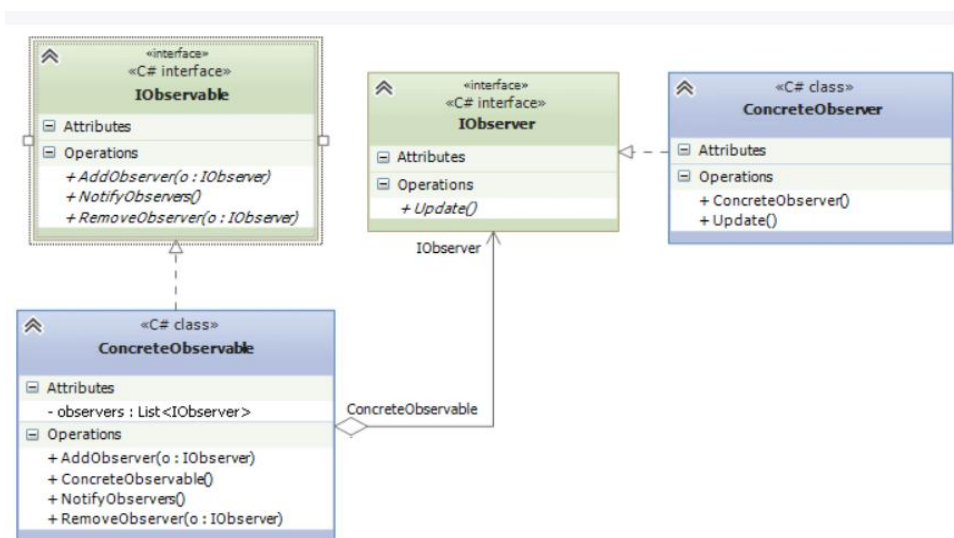 «interface»
«C# interface»
IObservable
Attributes
Operations
+ AddObserver(o : IObserver)
+ NotifyObservers()
+ RemoveObserver(o : IObserver)
«interface»
«C# interface»
IObserver
Attributes
Operations
+ Update()
«C# class»
ConcreteObserver
Attributes
Operations
+ ConcreteObserver()
+ Update()
IObserver
«C# class»
ConcreteObservable
Attributes
- observers : List<IObserver>
Operations
+ AddObserver(o : IObserver)
+ ConcreteObservable()
+ NotifyObservers()
+ RemoveObserver(o : IObserver)
ConcreteObservable